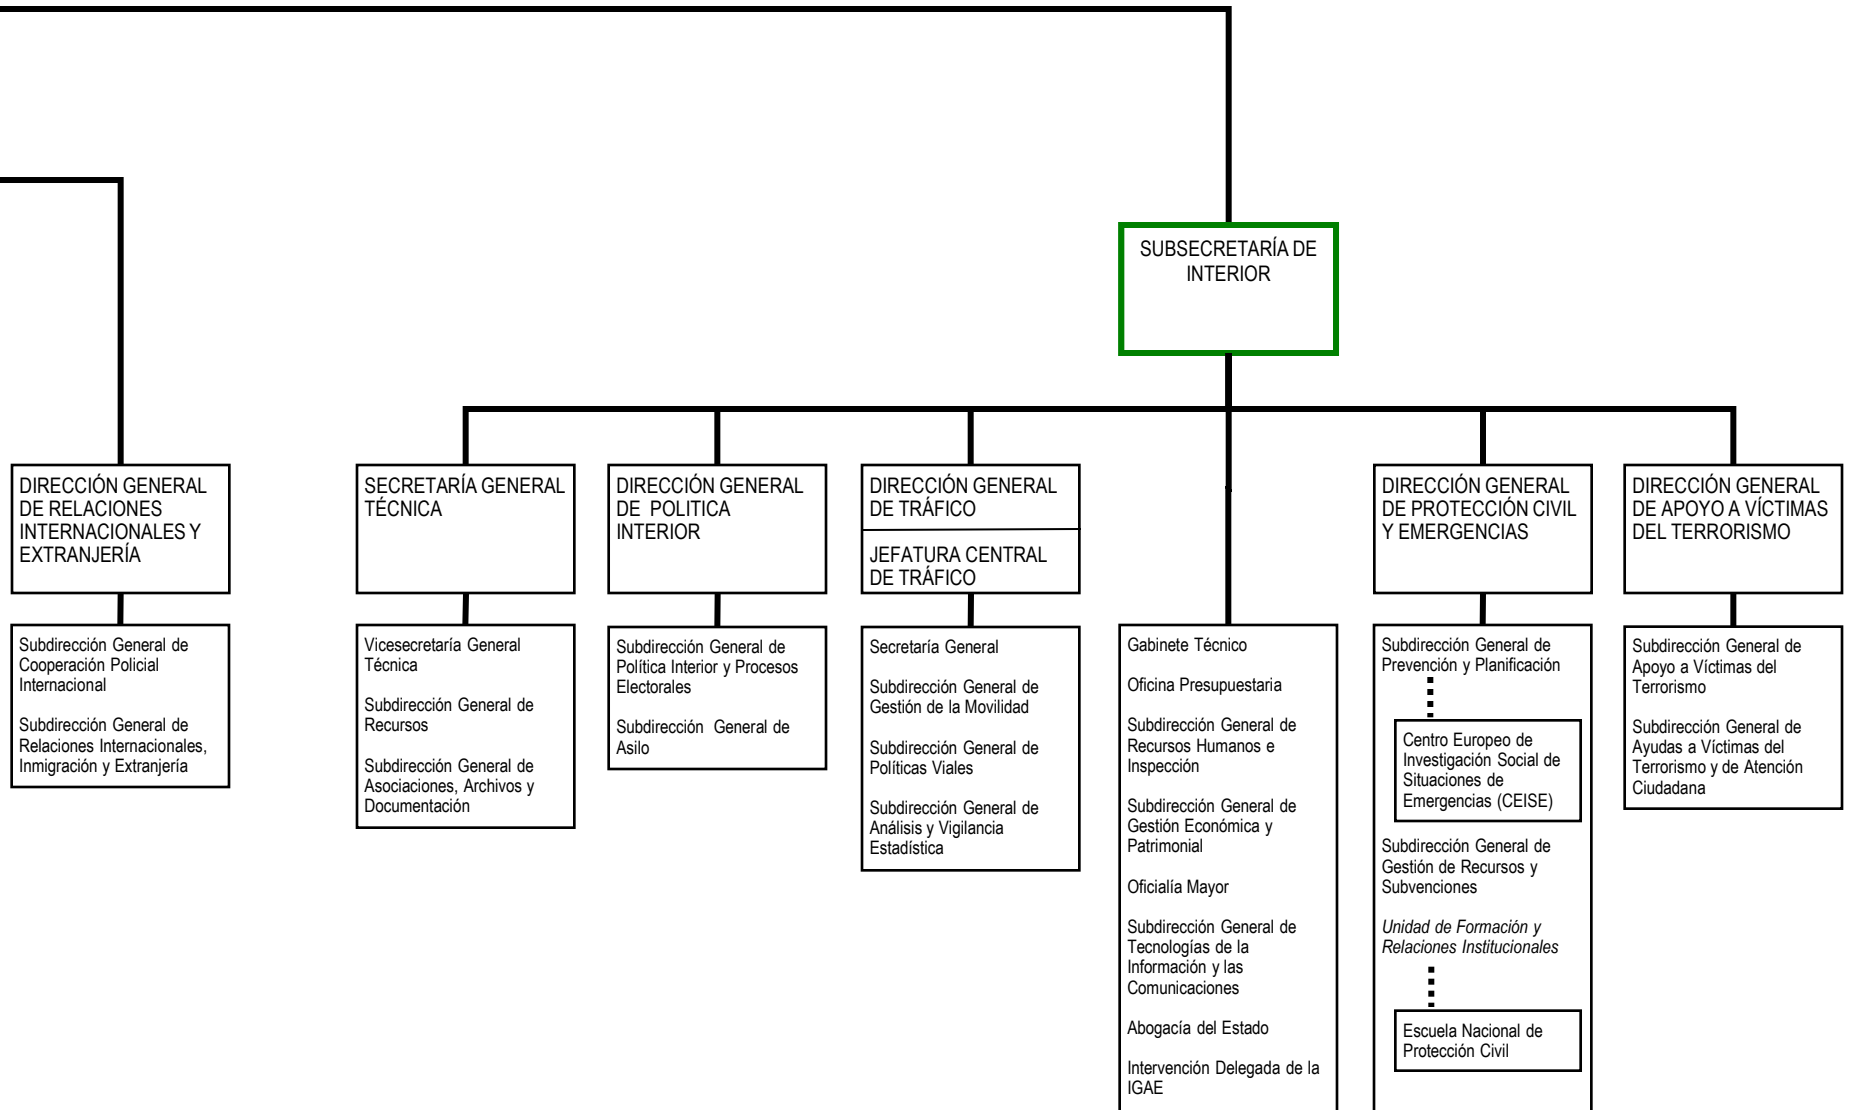 SUBSECRETARÍA DE
INTERIOR
DIRECCIÓN GENERAL
DE RELACIONES
INTERNACIONALES Y
EXTRANJERÍA
Subdirección General de
Cooperación Policial
Internacional
Subdirección General de
Relaciones Internacionales,
Inmigración y Extranjería
SECRETARÍA GENERAL
TÉCNICA
Vicesecretaría General
Técnica
Subdirección General de
Recursos
Subdirección General de
Asociaciones, Archivos y
Documentación
DIRECCIÓN GENERAL
DE POLITICA
INTERIOR
Subdirección General de
Política Interior y Procesos
Electorales
Subdirección General de
Asilo
DIRECCIÓN GENERAL
DE TRÁFICO
JEFATURA CENTRAL
DE TRÁFICO
Secretaría General
Subdirección General de
Gestión de la Movilidad
Subdirección General de
Políticas Viales
Subdirección General de
Análisis y Vigilancia
Estadística
Gabinete Técnico
Oficina Presupuestaria
Subdirección General de
Recursos Humanos e
Inspección
Subdirección General de
Gestión Económica y
Patrimonial
Oficialía Mayor
Subdirección General de
Tecnologías de la
Información y las
Comunicaciones
Abogacía del Estado
Intervención Delegada de la
IGAE
DIRECCIÓN GENERAL
DE PROTECCIÓN CIVIL
Y EMERGENCIAS
Subdirección General de
Prevención y Planificación
Centro Europeo de
Investigación Social de
Situaciones de
Emergencias (CEISE)
Subdirección General de
Gestión de Recursos y
Subvenciones
Unidad de Formación y
Relaciones Institucionales
Escuela Nacional de
Protección Civil
DIRECCIÓN GENERAL
DE APOYO A VÍCTIMAS
DEL TERRORISMO
Subdirección General de
Apoyo a Víctimas del
Terrorismo
Subdirección General de
Ayudas a Víctimas del
Terrorismo y de Atención
Ciudadana